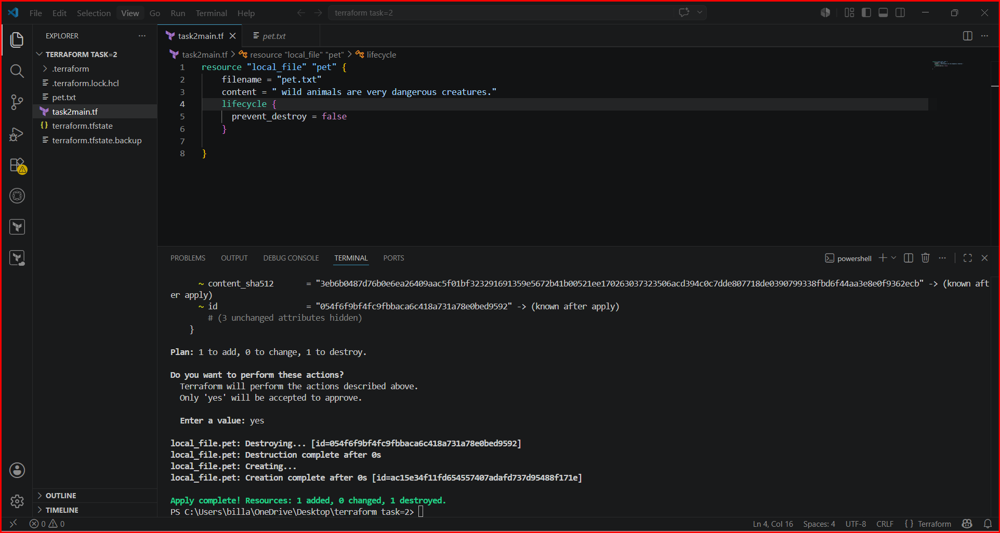 File Edit Selection View Go Run Terminal Help
terraform task=2
EXPLORER
TERRAFORM TASK=2
.terraform
.terraform.lock.hcl
pet.txt
task2main.tf
terraform.tfstate
terraform.tfstate.backup
OUTLINE
TIMELINE
task2main.tf
pet.txt
task2main.tf > resource "local_file" "pet" > lifecycle
1 resource "local_file" "pet" {
2 filename = "pet.txt"
3 content = " wild animals are very dangerous creatures."
4 lifecycle {
5 prevent_destroy = false
6 }
7
8 }
PROBLEMS OUTPUT DEBUG CONSOLE TERMINAL PORTS
powershell
~ content_sha512 = "3eb6b0487d76b0e6ea26409aac5f01bf323291691359e5672b41b00521ee170263037323506acd394c0c7dde807718de0390799338fbd6f44aa3e8e0f9362ecb" -> (known aft
er apply)
~ id = "054f6f9bf4fc9fbbaca6c418a731a78e0bed9592" -> (known after apply)
# (3 unchanged attributes hidden)
}
Plan: 1 to add, 0 to change, 1 to destroy.
Do you want to perform these actions?
Terraform will perform the actions described above.
Only 'yes' will be accepted to approve.
Enter a value: yes
local_file.pet: Destroying... [id=054f6f9bf4fc9fbbaca6c418a731a78e0bed9592]
local_file.pet: Destruction complete after 0s
local_file.pet: Creating...
local_file.pet: Creation complete after 0s [id=ac15e34f11fd654557407adafd737d95488f171e]
Apply complete! Resources: 1 added, 0 changed, 1 destroyed.
PS C:\Users\billa\OneDrive\Desktop\terraform task=2>
0 0
Ln 4, Col 16 Spaces: 4 UTF-8 CRLF { } Terraform